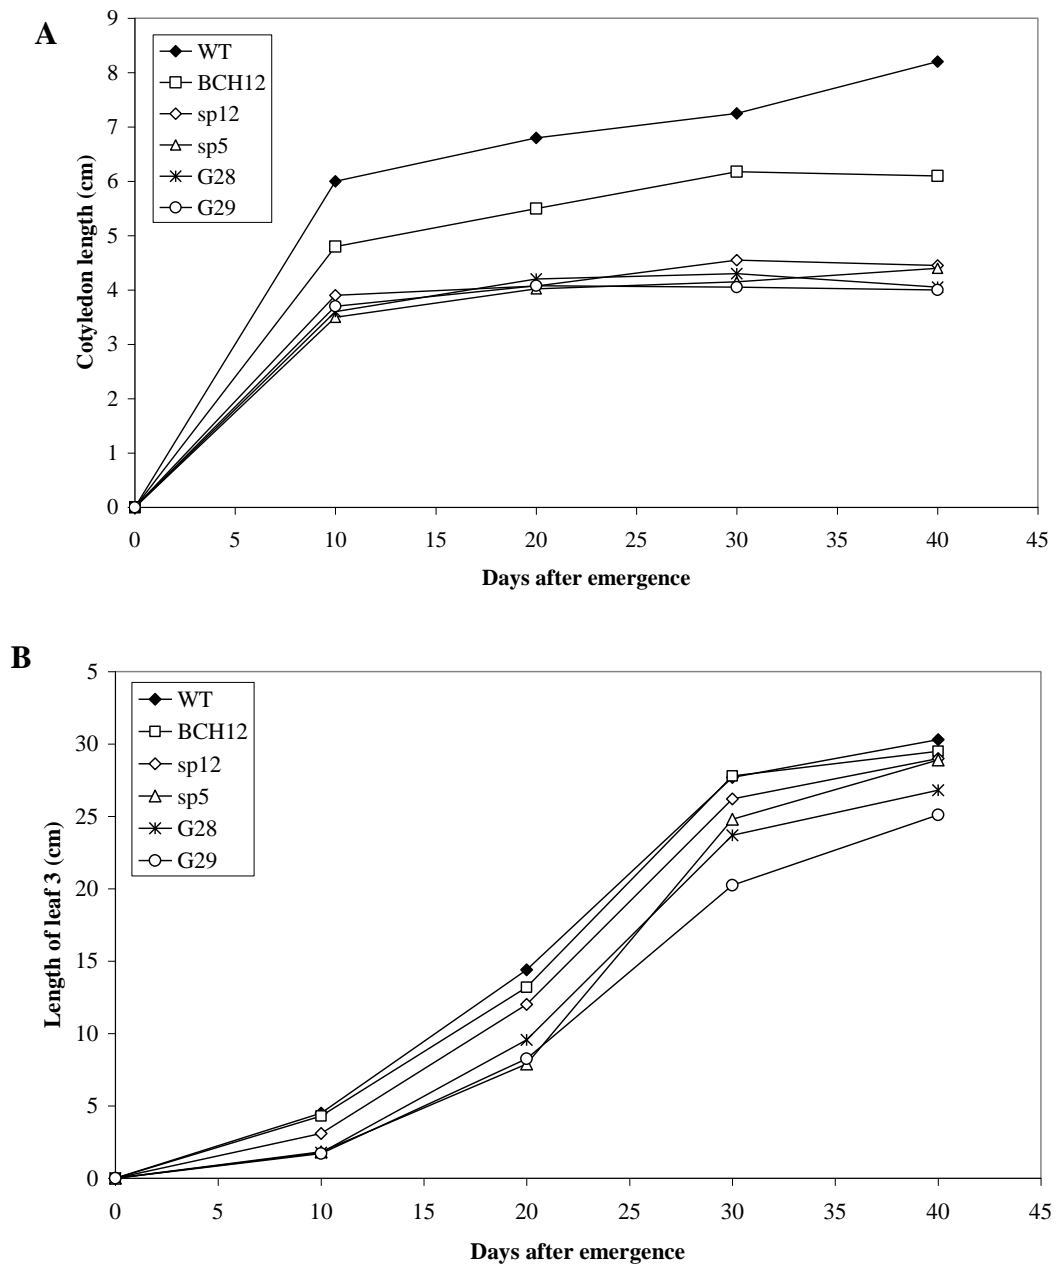 A
9
8
7
6
5
4
3
2
1
0
Cotyledon length (cm)
WT
BCH12
sp12
sp5
G28
G29
0 5 10 15 20 25 30 35 40 45
Days after emergence
B
5
30
25
20
15
10
5
0
Length of leaf 3 (cm)
WT
BCH12
sp12
sp5
G28
G29
0 5 10 15 20 25 30 35 40 45
Days after emergence